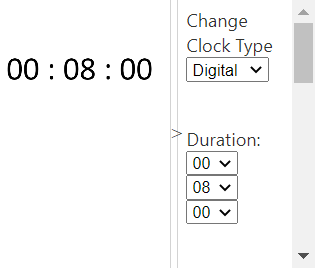 00 : 08 : 00
>
Change
Clock Type
Digital
Duration:
00
08
00